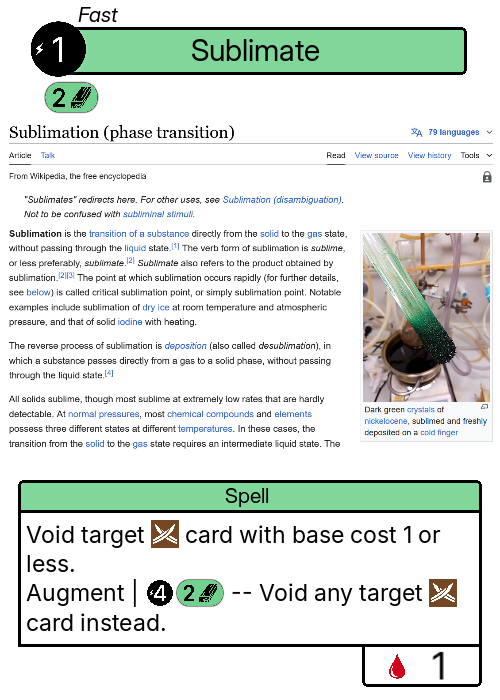 Fast
1
Sublimate
2
Sublimation (phase transition)
79 languages
Article Talk Read View source View history Tools
From Wikipedia, the free encyclopedia
"Sublimates" redirects here. For other uses, see Sublimation (disambiguation).
Not to be confused with subliminal stimuli.
Sublimation is the transition of a substance directly from the solid to the gas state,
without passing through the liquid state.[1] The verb form of sublimation is sublime,
or less preferably, sublimate.[2] Sublimate also refers to the product obtained by
sublimation.[2][3] The point at which sublimation occurs rapidly (for further details,
see below) is called critical sublimation point, or simply sublimation point. Notable
examples include sublimation of dry ice at room temperature and atmospheric
pressure, and that of solid iodine with heating.
The reverse process of sublimation is deposition (also called desublimation), in
which a substance passes directly from a gas to a solid phase, without passing
through the liquid state.[4]
All solids sublime, though most sublime at extremely low rates that are hardly
detectable. At normal pressures, most chemical compounds and elements
possess three different states at different temperatures. In these cases, the
transition from the solid to the gas state requires an intermediate liquid state. The
Dark green crystals of
nickelocene, sublimed and freshly
deposited on a cold finger
Spell
Void target card with base cost 1 or
less.
Augment | 4 2 -- Void any target
card instead.
1